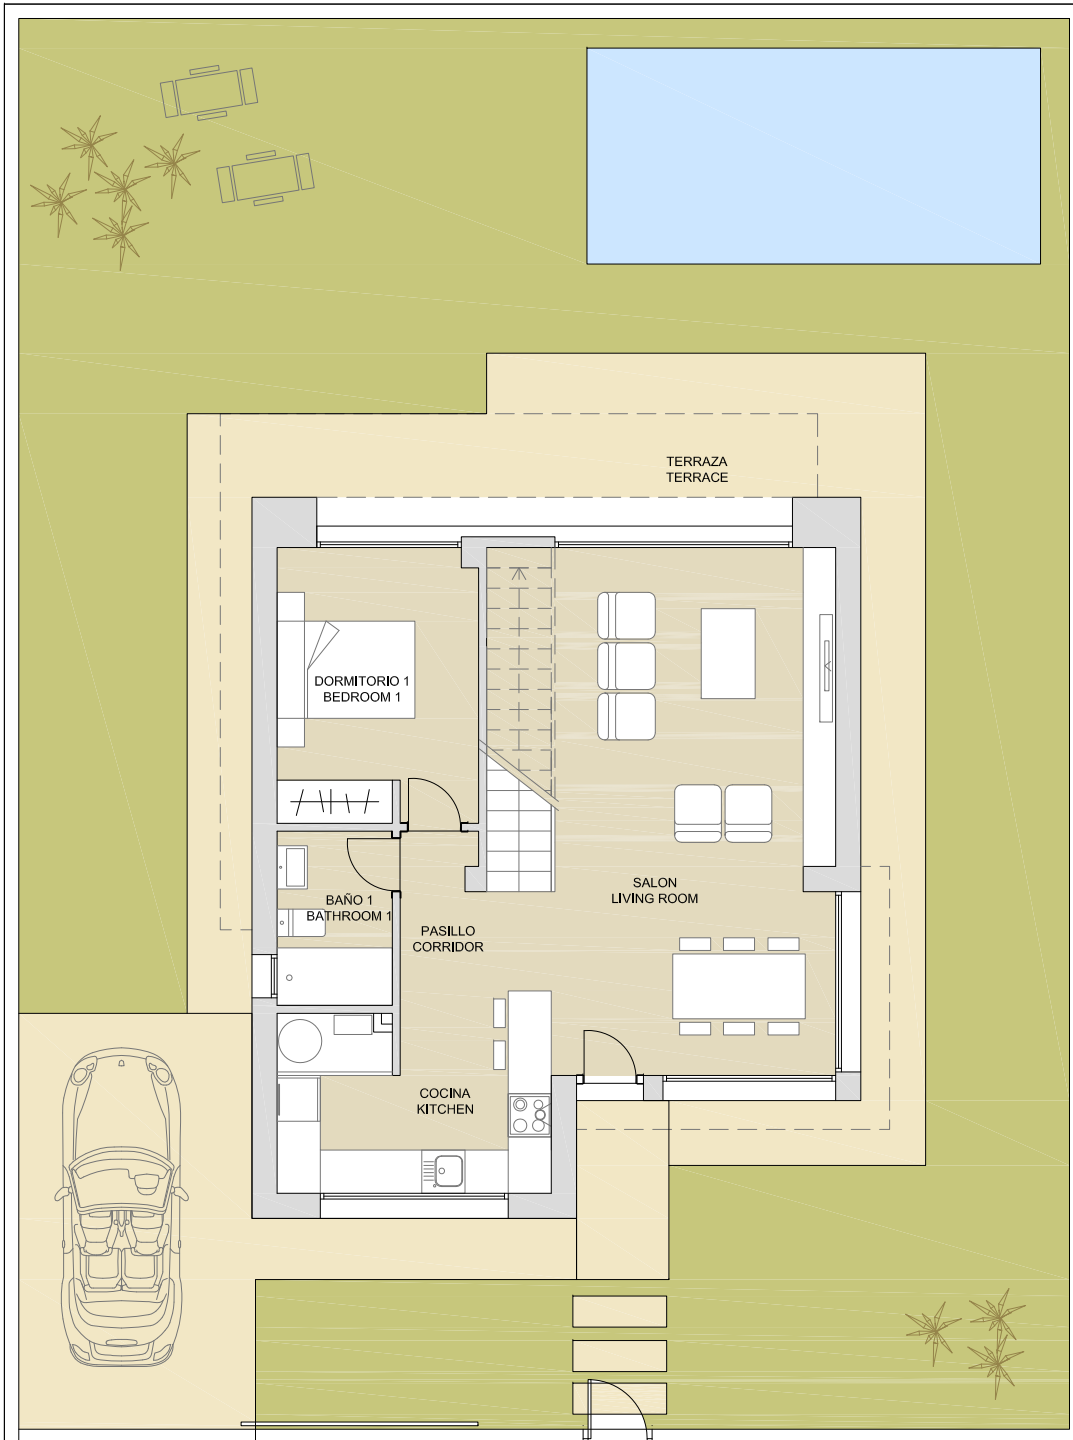 TERRAZA
TERRACE
DORMITORIO 1
BEDROOM 1
SALON
LIVING ROOM
BAÑO 1
BATHROOM 1
PASILLO
CORRIDOR
COCINA
KITCHEN